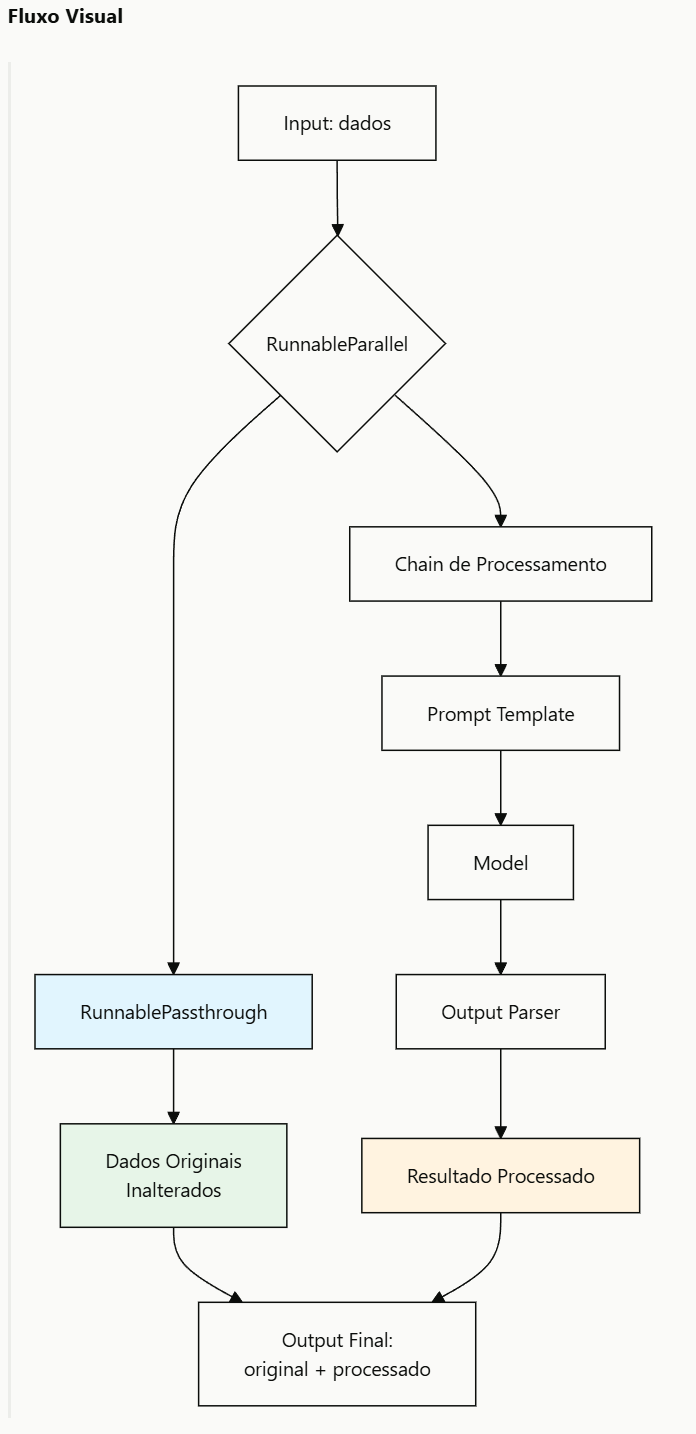 Fluxo Visual
Input: dados
RunnableParallel
Chain de Processamento
Prompt Template
Model
RunnablePassthrough
Output Parser
Dados Originais
Inalterados
Resultado Processado
Output Final:
original + processado